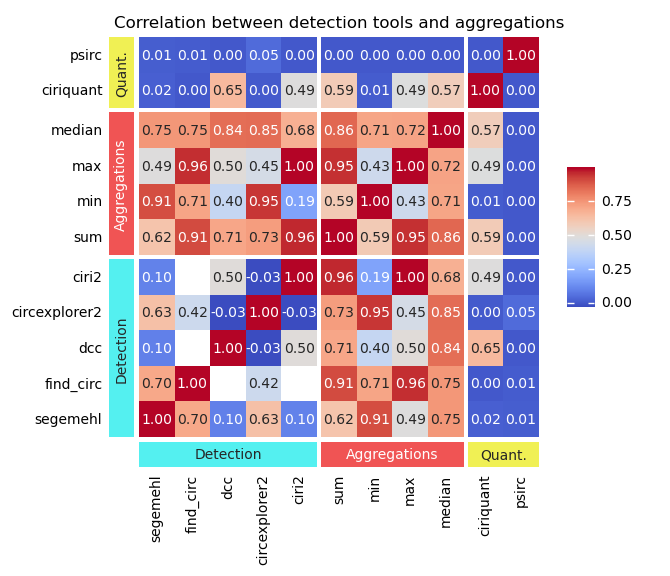 Correlation between detection tools and aggregations
psirc 0.01 0.01 0.00 0.05 0.00 0.00 0.00 0.00 0.00 0.00 1.00
ciriquant 0.02 0.00 0.65 0.00 0.49 0.59 0.01 0.49 0.57 1.00 0.00
Quant.
median 0.75 0.75 0.84 0.85 0.68 0.86 0.71 0.72 1.00 0.57 0.00
max 0.49 0.96 0.50 0.45 1.00 0.95 0.43 1.00 0.72 0.49 0.00
min 0.91 0.71 0.40 0.95 0.19 0.59 1.00 0.43 0.71 0.01 0.00
sum 0.62 0.91 0.71 0.73 0.96 1.00 0.59 0.95 0.86 0.59 0.00
Aggregations
ciri2 0.10 0.50 -0.03 1.00 0.96 0.19 1.00 0.68 0.49 0.00
circexplorer2 0.63 0.42 -0.03 1.00 -0.03 0.73 0.95 0.45 0.85 0.00 0.05
dcc 0.10 1.00 -0.03 0.50 0.71 0.40 0.50 0.84 0.65 0.00
find_circ 0.70 1.00 0.42 0.91 0.71 0.96 0.75 0.00 0.01
segemehl 1.00 0.70 0.10 0.63 0.10 0.62 0.91 0.49 0.75 0.02 0.01
Detection
Detection Aggregations Quant.
segemehl
find_circ
dcc
circexplorer2
ciri2
sum
min
max
median
ciriquant
psirc
0.75
0.50
0.25
0.00